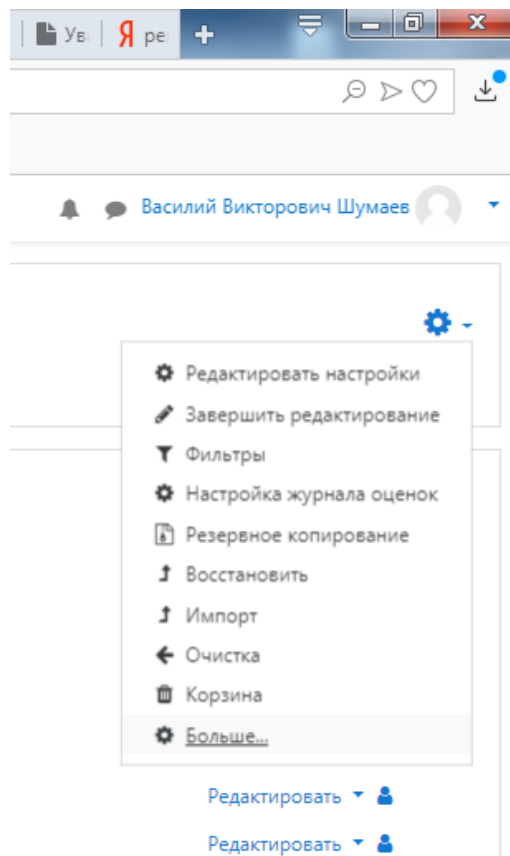 Ув. Я ре +
Василий Викторович Шумаев
Редактировать настройки
Завершить редактирование
Фильтры
Настройка журнала оценок
Резервное копирование
Восстановить
Импорт
Очистка
Корзина
Больше...
Редактировать
Редактировать